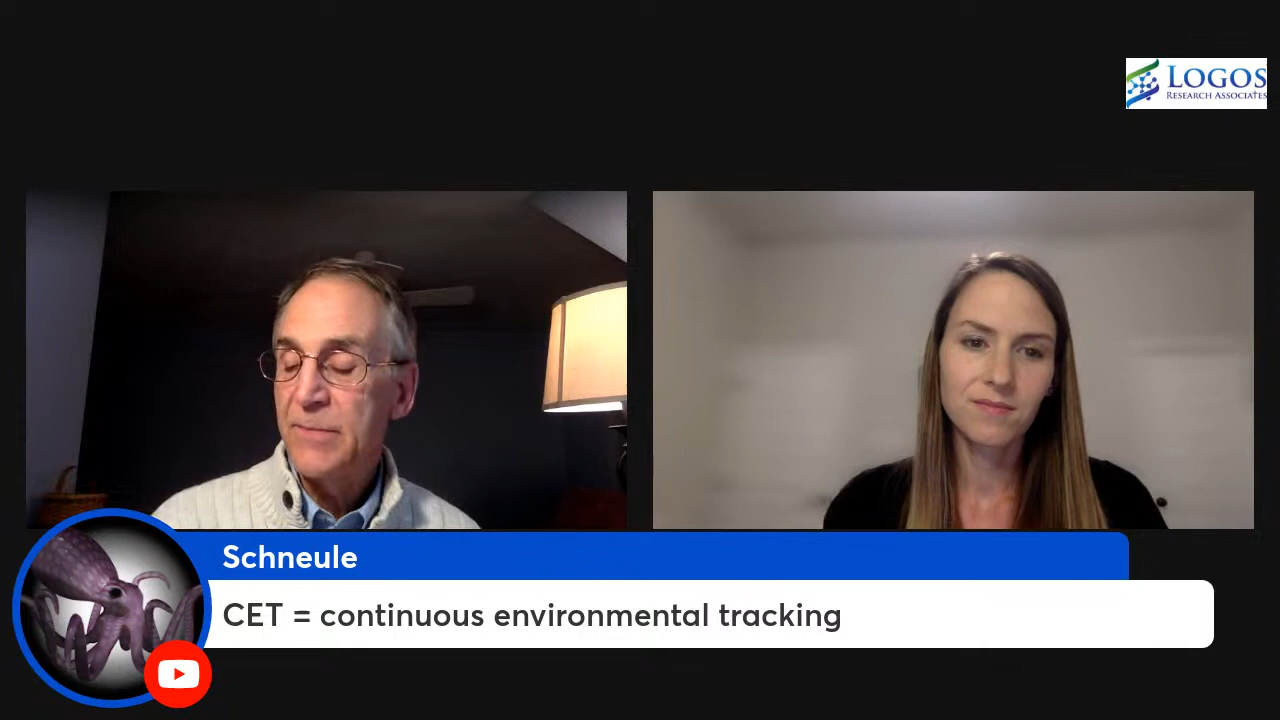 LOGOS
RESEARCH ASSOCIATES
Schneule
CET = continuous environmental tracking